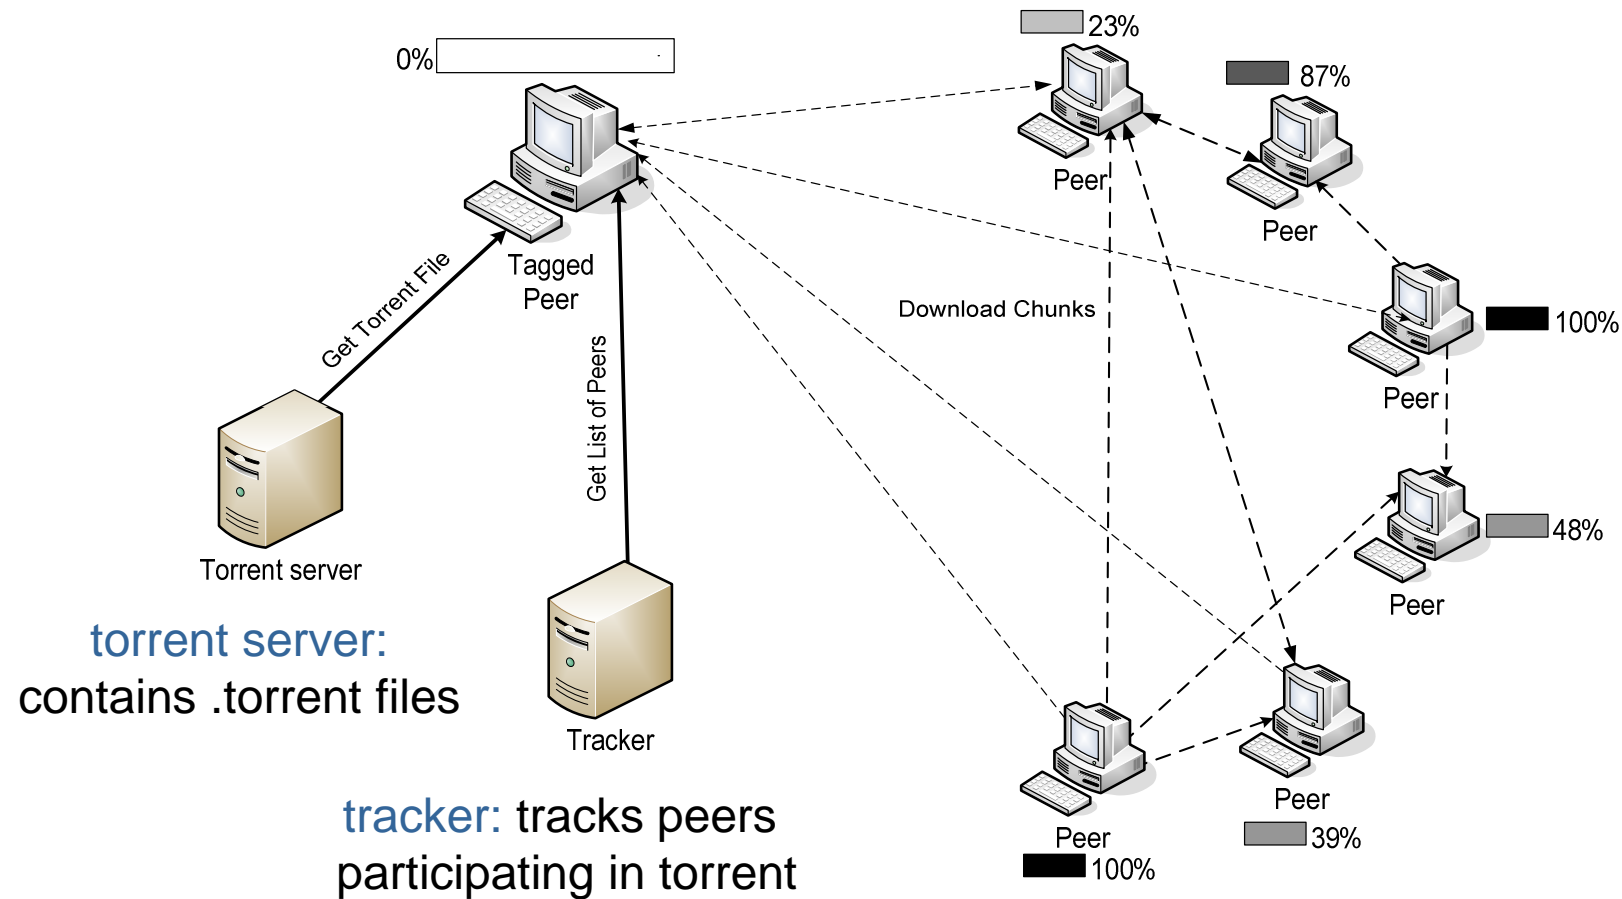 0%
23%
87%
Peer
Peer
Tagged
Peer
Get Torrent File
Download Chunks
100%
Peer
Get List of Peers
48%
Torrent server
Peer
torrent server:
contains .torrent files
Tracker
Peer
39%
tracker: tracks peers
participating in torrent
Peer
100%